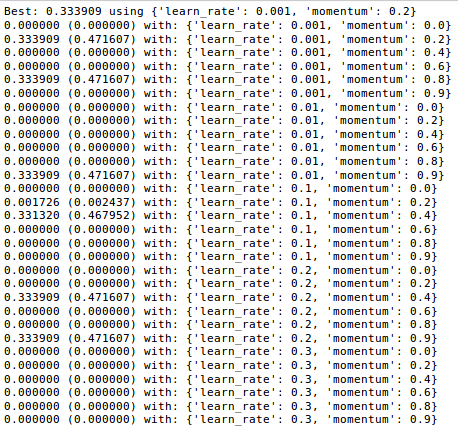 Best: 0.333909 using {'learn_rate': 0.001, 'momentum': 0.2}
0.000000 (0.000000) with: {'learn_rate': 0.001, 'momentum': 0.0}
0.333909 (0.471607) with: {'learn_rate': 0.001, 'momentum': 0.2}
0.000000 (0.000000) with: {'learn_rate': 0.001, 'momentum': 0.4}
0.000000 (0.000000) with: {'learn_rate': 0.001, 'momentum': 0.6}
0.333909 (0.471607) with: {'learn_rate': 0.001, 'momentum': 0.8}
0.000000 (0.000000) with: {'learn_rate': 0.001, 'momentum': 0.9}
0.000000 (0.000000) with: {'learn_rate': 0.01, 'momentum': 0.0}
0.000000 (0.000000) with: {'learn_rate': 0.01, 'momentum': 0.2}
0.000000 (0.000000) with: {'learn_rate': 0.01, 'momentum': 0.4}
0.000000 (0.000000) with: {'learn_rate': 0.01, 'momentum': 0.6}
0.000000 (0.000000) with: {'learn_rate': 0.01, 'momentum': 0.8}
0.333909 (0.471607) with: {'learn_rate': 0.01, 'momentum': 0.9}
0.000000 (0.000000) with: {'learn_rate': 0.1, 'momentum': 0.0}
0.001726 (0.002437) with: {'learn_rate': 0.1, 'momentum': 0.2}
0.331320 (0.467952) with: {'learn_rate': 0.1, 'momentum': 0.4}
0.000000 (0.000000) with: {'learn_rate': 0.1, 'momentum': 0.6}
0.000000 (0.000000) with: {'learn_rate': 0.1, 'momentum': 0.8}
0.000000 (0.000000) with: {'learn_rate': 0.1, 'momentum': 0.9}
0.000000 (0.000000) with: {'learn_rate': 0.2, 'momentum': 0.0}
0.000000 (0.000000) with: {'learn_rate': 0.2, 'momentum': 0.2}
0.333909 (0.471607) with: {'learn_rate': 0.2, 'momentum': 0.4}
0.000000 (0.000000) with: {'learn_rate': 0.2, 'momentum': 0.6}
0.000000 (0.000000) with: {'learn_rate': 0.2, 'momentum': 0.8}
0.333909 (0.471607) with: {'learn_rate': 0.2, 'momentum': 0.9}
0.000000 (0.000000) with: {'learn_rate': 0.3, 'momentum': 0.0}
0.000000 (0.000000) with: {'learn_rate': 0.3, 'momentum': 0.2}
0.000000 (0.000000) with: {'learn_rate': 0.3, 'momentum': 0.4}
0.000000 (0.000000) with: {'learn_rate': 0.3, 'momentum': 0.6}
0.000000 (0.000000) with: {'learn_rate': 0.3, 'momentum': 0.8}
0.000000 (0.000000) with: {'learn_rate': 0.3, 'momentum': 0.9}